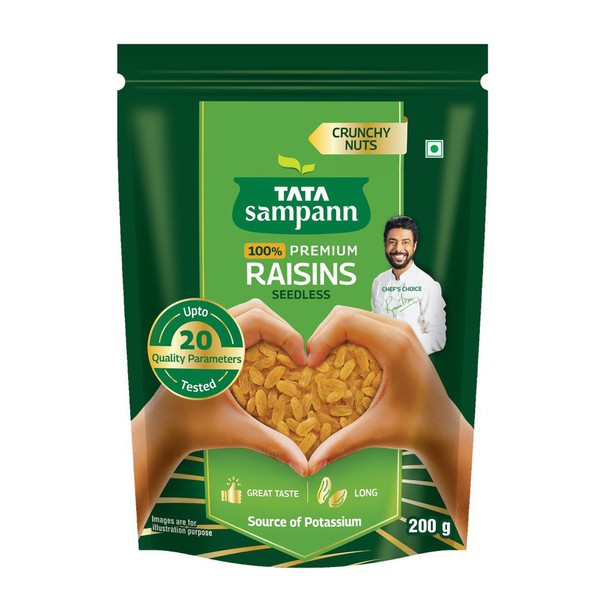 CRUNCHY
NUTS
TATA
sampann
100% PREMIUM
RAISINS
SEEDLESS
CHEF'S CHOICE
Upto
20
Quality Parameters
Tested
GREAT TASTE
LONG
Source of Potassium
Images are for
illustration purpose
200 g